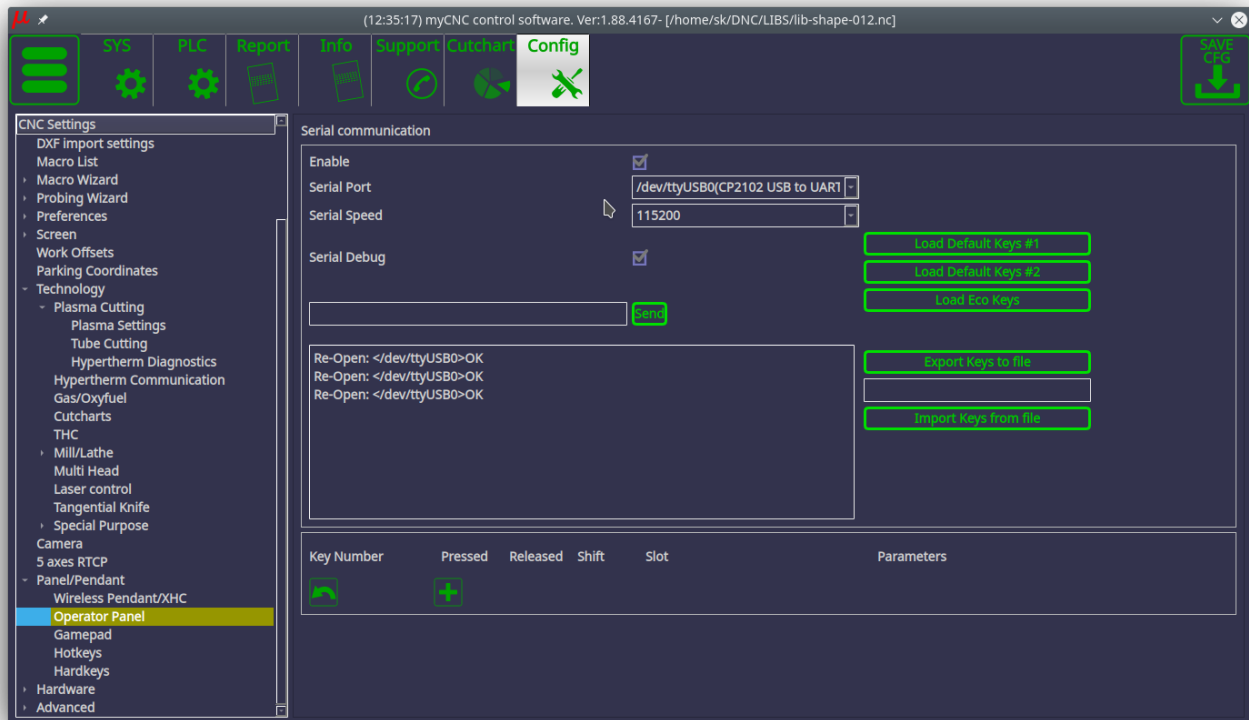 (12:35:17) myCNC control software. Ver:1.88.4167- [/home/sk/DNC/LIBS/lib-shape-012.nc]
SYS
PLC
Report
Info
Support
Cutchart
Config
SAVE
CFG
CNC Settings
DXF import settings
Macro List
Macro Wizard
Probing Wizard
Preferences
Screen
Work Offsets
Parking Coordinates
Technology
Plasma Cutting
Plasma Settings
Tube Cutting
Hypertherm Diagnostics
Hypertherm Communication
Gas/Oxyfuel
Cutcharts
THC
Mill/Lathe
Multi Head
Laser control
Tangential Knife
Special Purpose
Camera
5 axes RTCP
Panel/Pendant
Wireless Pendant/XHC
Operator Panel
Gamepad
Hotkeys
Hardkeys
Hardware
Advanced
Serial communication
Enable
Serial Port
/dev/ttyUSB0(CP2102 USB to UART
Serial Speed
115200
Serial Debug
Load Default Keys #1
Load Default Keys #2
Load Eco Keys
Send
Re-Open: </dev/ttyUSB0>OK
Re-Open: </dev/ttyUSB0>OK
Re-Open: </dev/ttyUSB0>OK
Export Keys to file
Import Keys from file
Key Number Pressed Released Shift Slot Parameters